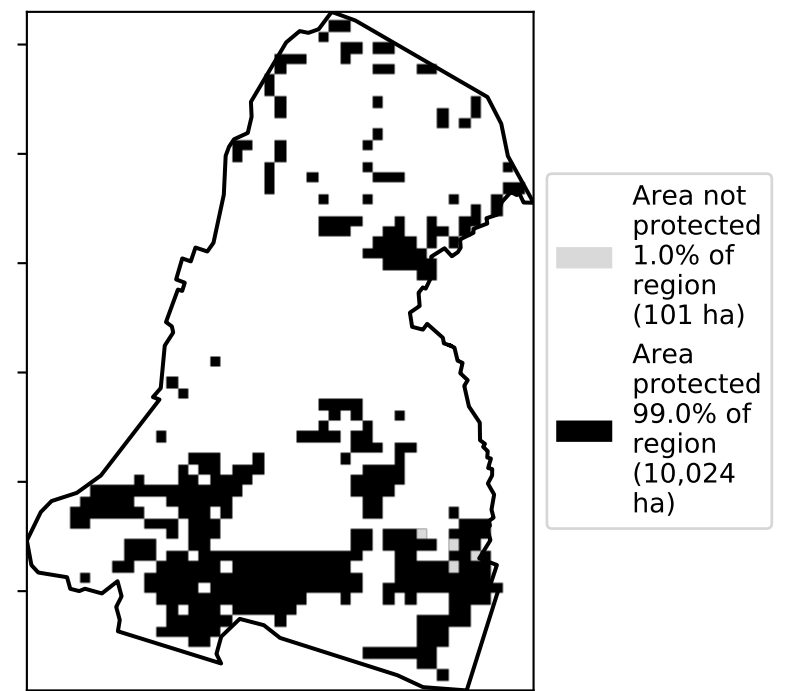 Area not
protected
1.0% of
region
(101 ha)
Area
protected
99.0% of
region
(10,024
ha)